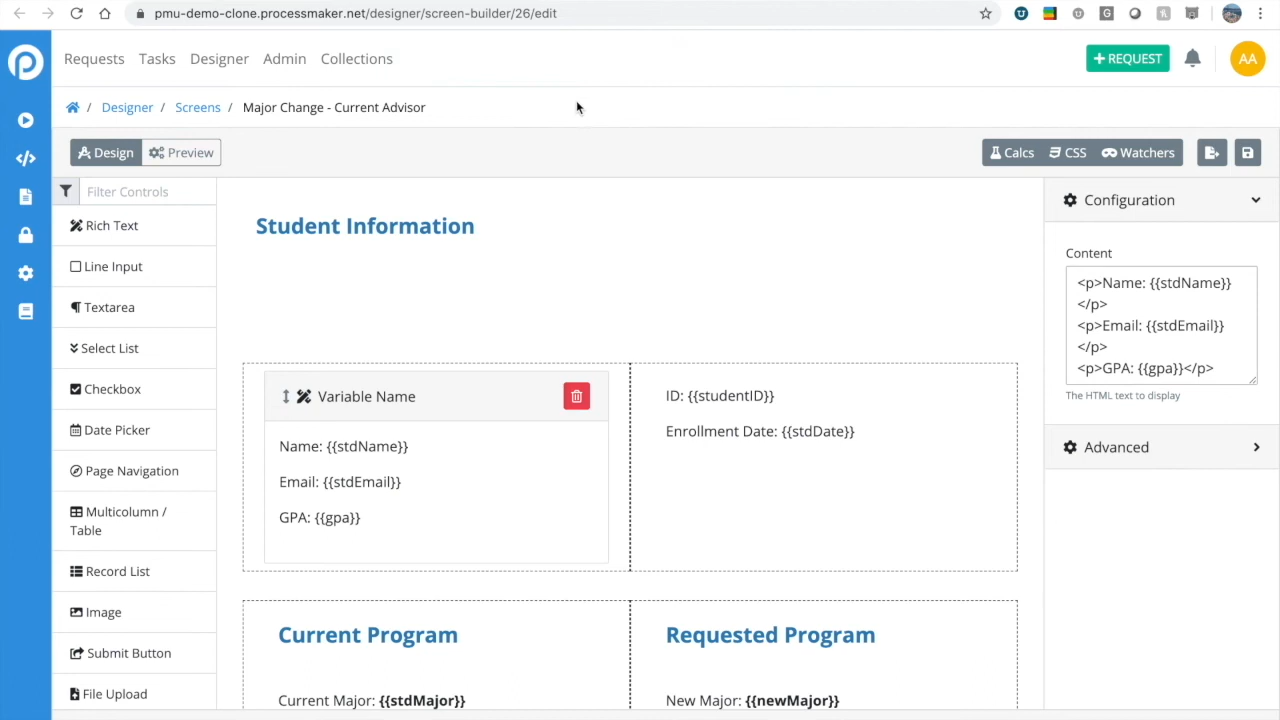 pmu-demo-clone.processmaker.net/designer/screen-builder/26/edit
Requests Tasks Designer Admin Collections
+ REQUEST
AA
/ Designer / Screens / Major Change - Current Advisor
Design Preview
Calcs CSS Watchers
Filter Controls
Rich Text
Line Input
Textarea
Select List
Checkbox
Date Picker
Page Navigation
Multicolumn /
Table
Record List
Image
Submit Button
File Upload
Student Information
Variable Name
Name: {{stdName}}
Email: {{stdEmail}}
GPA: {{gpa}}
ID: {{studentID}}
Enrollment Date: {{stdDate}}
Current Program
Current Major: {{stdMajor}}
Requested Program
New Major: {{newMajor}}
Configuration
Content
<p>Name: {{stdName}}
</p>
<p>Email: {{stdEmail}}
</p>
<p>GPA: {{gpa}}</p>
The HTML text to display
Advanced